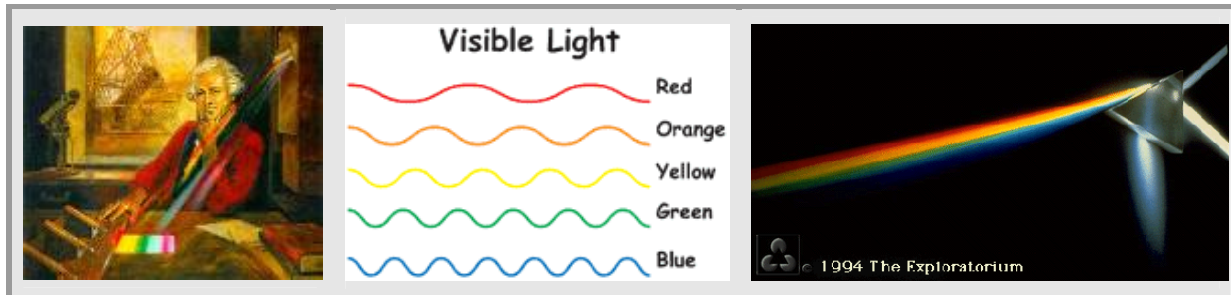 Visible Light
Red
Orange
Yellow
Green
Blue
© 1994 The Exploratorium